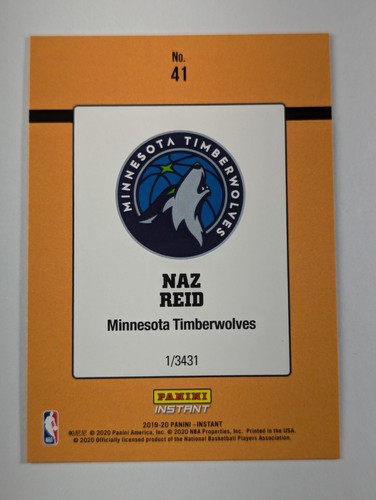 No.
41
MINNESOTA TIMBERWOLVES
NAZ
REID
Minnesota Timberwolves
1/3431
PANINI
INSTANT
2019-20 PANINI –INSTANT
© 2020 Panini America, Inc. © 2020 NBA Properties, Inc. Printed in the USA.
© 2020 Officially licensed product of the National Basketball Players Association.
NBA